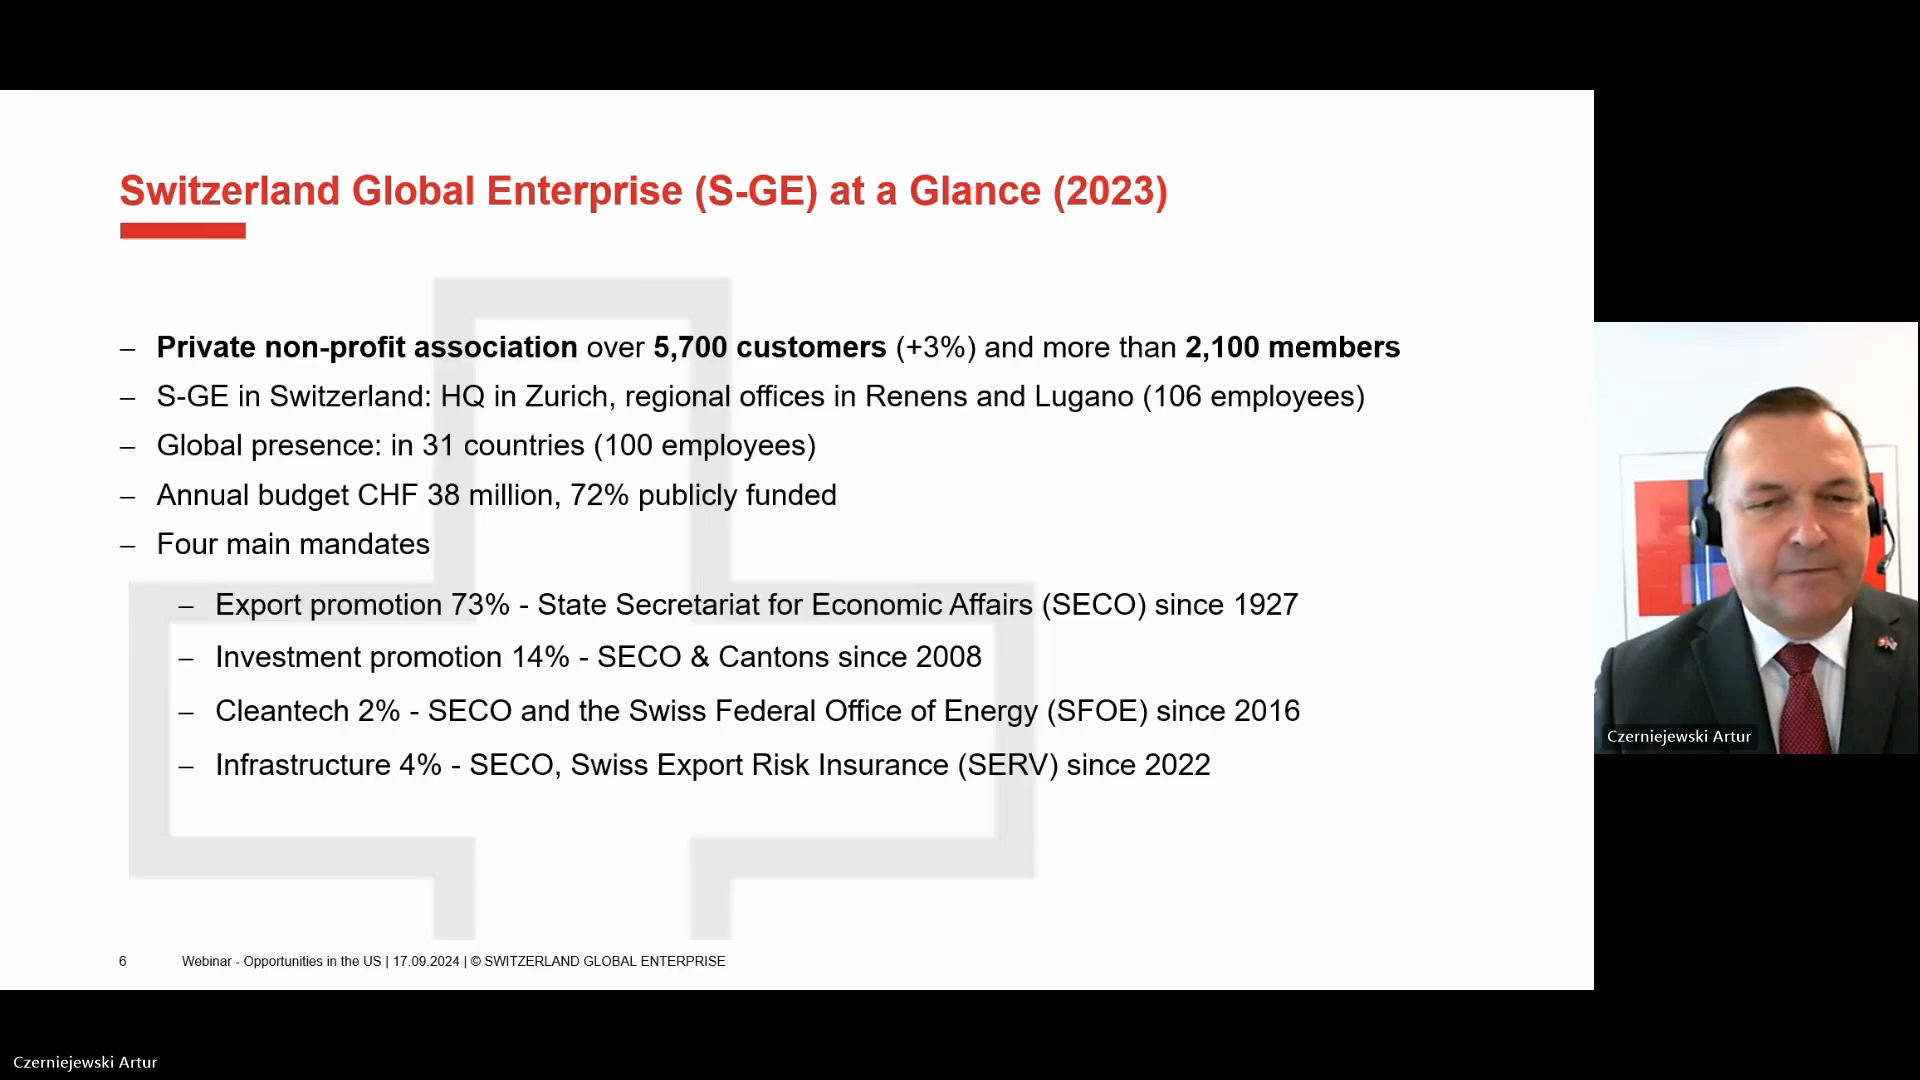 Switzerland Global Enterprise (S-GE) at a Glance (2023)
– Private non-profit association over 5,700 customers (+3%) and more than 2,100 members
– S-GE in Switzerland: HQ in Zurich, regional offices in Renens and Lugano (106 employees)
– Global presence: in 31 countries (100 employees)
– Annual budget CHF 38 million, 72% publicly funded
– Four main mandates
– Export promotion 73% - State Secretariat for Economic Affairs (SECO) since 1927
– Investment promotion 14% - SECO & Cantons since 2008
– Cleantech 2% - SECO and the Swiss Federal Office of Energy (SFOE) since 2016
– Infrastructure 4% - SECO, Swiss Export Risk Insurance (SERV) since 2022
6 Webinar - Opportunities in the US | 17.09.2024 | © SWITZERLAND GLOBAL ENTERPRISE
Czerniejewski Artur
Czerniejewski Artur